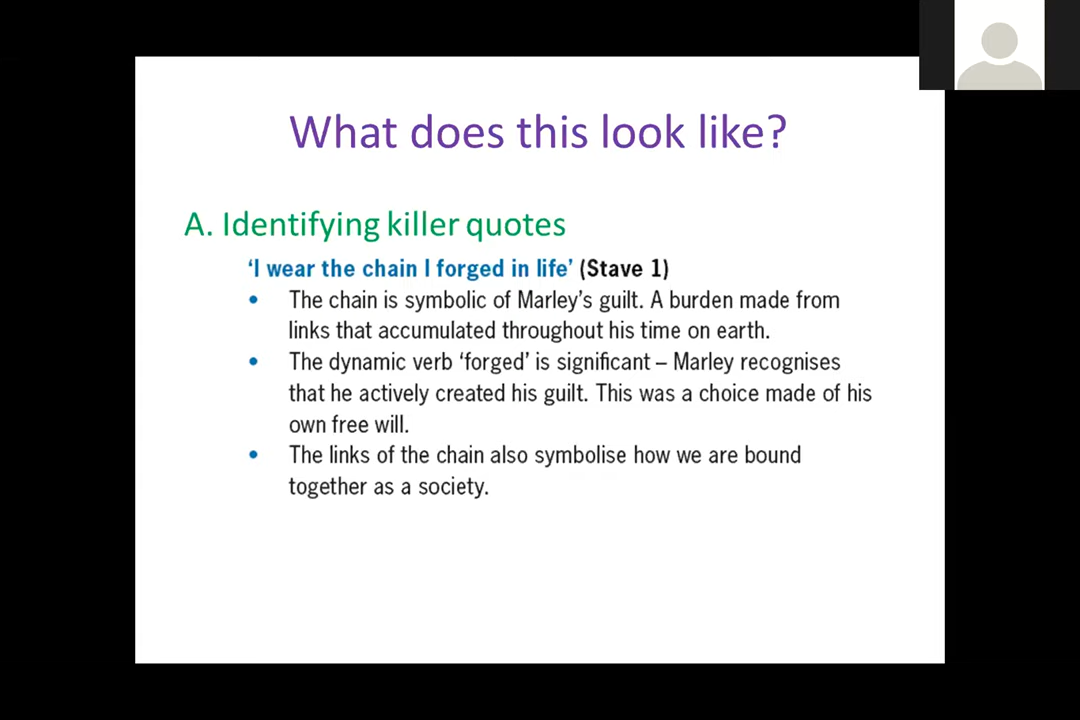 What does this look like?
A. Identifying killer quotes
‘I wear the chain I forged in life’ (Stave 1)
• The chain is symbolic of Marley’s guilt. A burden made from
links that accumulated throughout his time on earth.
• The dynamic verb ‘forged’ is significant – Marley recognises
that he actively created his guilt. This was a choice made of his
own free will.
• The links of the chain also symbolise how we are bound
together as a society.